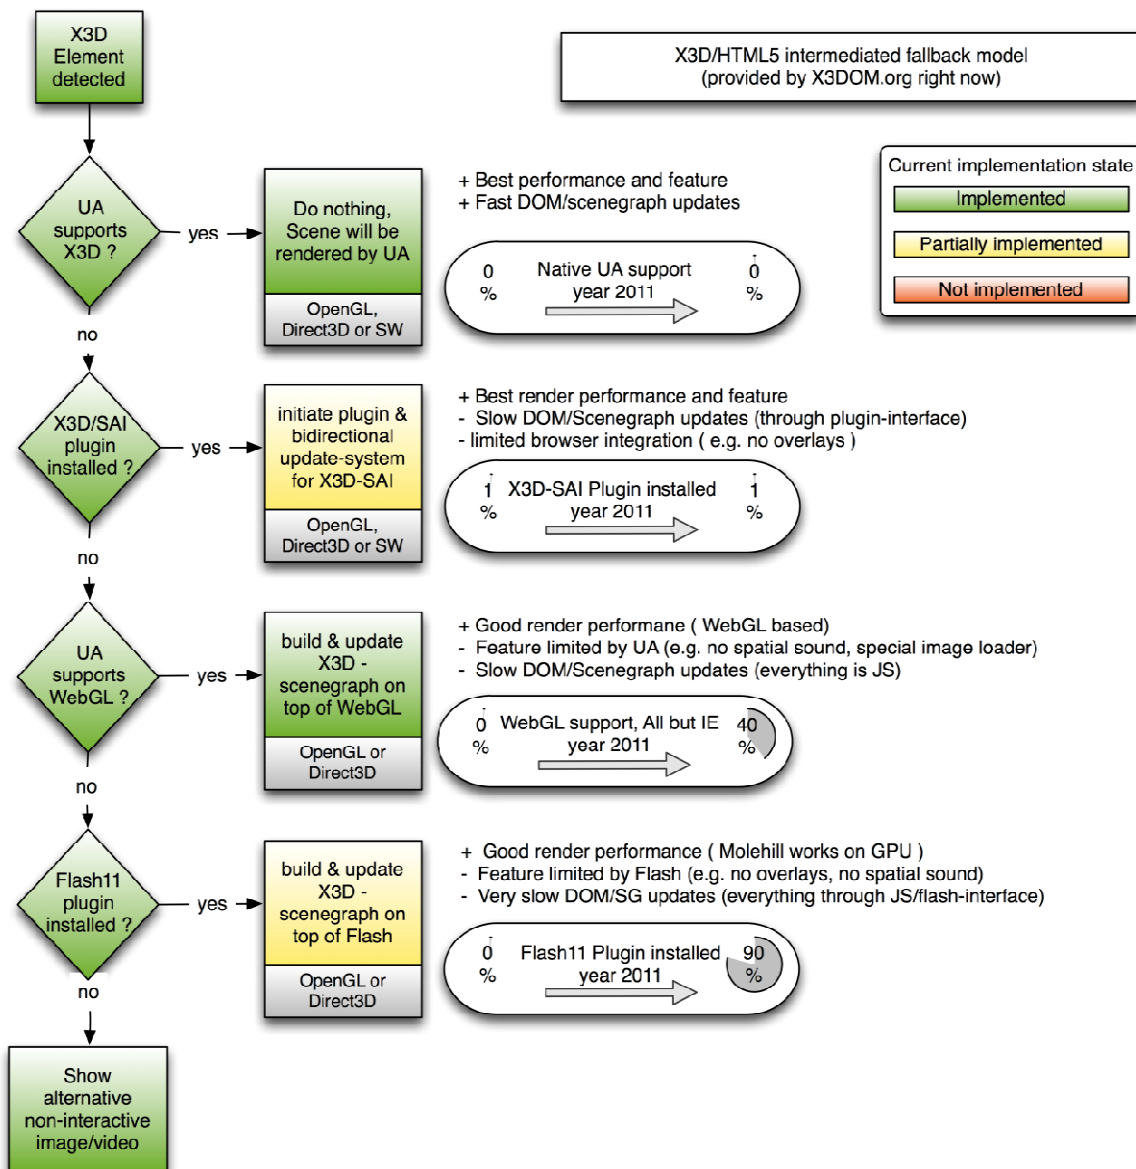 X3D
Element
detected
X3D/HTML5 intermediated fallback model
(provided by X3DOM.org right now)
Current implementation state
Implemented
Partially implemented
Not implemented
UA
supports
X3D ?
yes
no
Do nothing,
Scene will be
rendered by UA
OpenGL,
Direct3D or SW
+ Best performance and feature
+ Fast DOM/scenegraph updates
0
%
Native UA support
year 2011
0
%
X3D/SAI
plugin
installed ?
yes
no
initiate plugin &
bidirectional
update-system
for X3D-SAI
OpenGL,
Direct3D or SW
+ Best render performance and feature
- Slow DOM/Scenegraph updates (through plugin-interface)
- limited browser integration ( e.g. no overlays )
1
%
X3D-SAI Plugin installed
year 2011
1
%
UA
supports
WebGL ?
yes
no
build & update
X3D -
scenegraph on
top of WebGL
OpenGL or
Direct3D
+ Good render performane ( WebGL based)
- Feature limited by UA (e.g. no spatial sound, special image loader)
- Slow DOM/Scenegraph updates (everything is JS)
0
%
WebGL support, All but IE
year 2011
40
%
Flash11
plugin
installed ?
yes
no
build & update
X3D -
scenegraph on
top of Flash
OpenGL or
Direct3D
+ Good render performance ( Molehill works on GPU )
- Feature limited by Flash (e.g. no overlays, no spatial sound)
- Very slow DOM/SG updates (everything through JS/flash-interface)
0
%
Flash11 Plugin installed
year 2011
90
%
Show
alternative
non-interactive
image/video